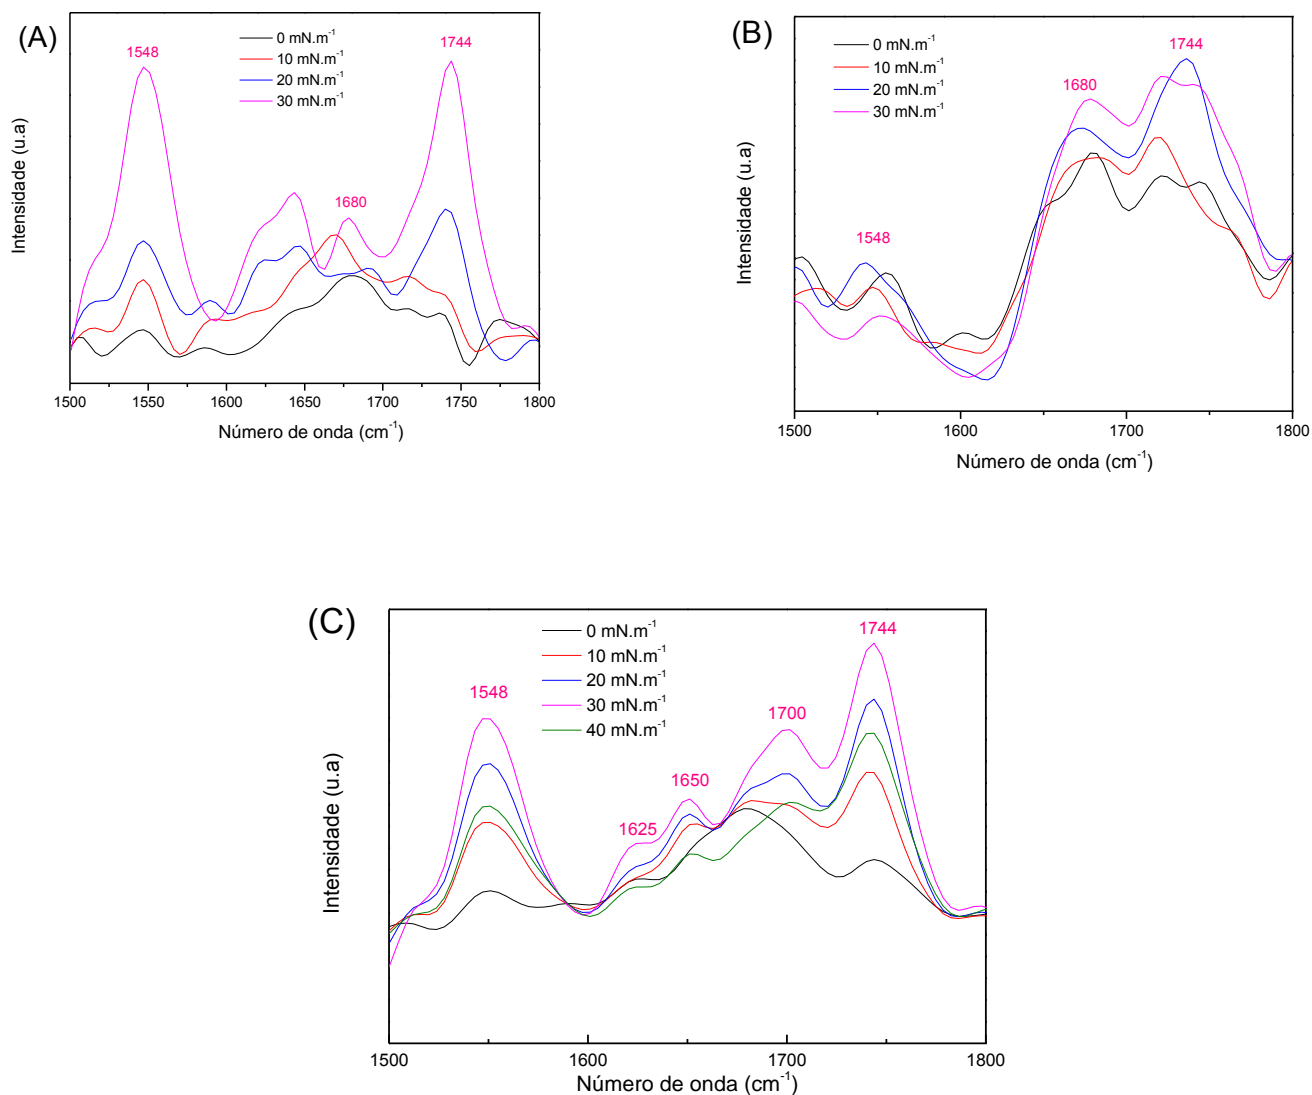 (A)
1548
1744
1680
0 mN.m⁻¹
10 mN.m⁻¹
20 mN.m⁻¹
30 mN.m⁻¹
Intensidade (u.a)
1500 1550 1600 1650 1700 1750 1800
Número de onda (cm⁻¹)
(B)
0 mN.m⁻¹
10 mN.m⁻¹
20 mN.m⁻¹
30 mN.m⁻¹
1744
1680
1548
Intensidade (u.a)
1500 1600 1700 1800
Número de onda (cm⁻¹)
(C)
0 mN.m⁻¹
10 mN.m⁻¹
20 mN.m⁻¹
30 mN.m⁻¹
40 mN.m⁻¹
1744
1548
1700
1650
1625
Intensidade (u.a)
1500 1600 1700 1800
Número de onda (cm⁻¹)